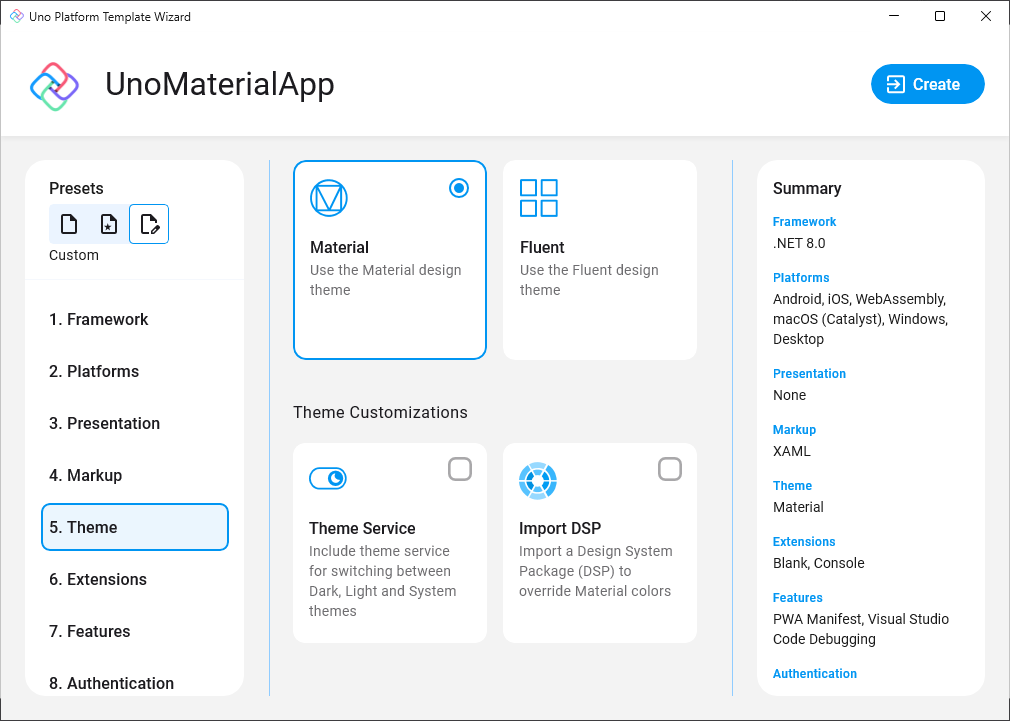 Uno Platform Template Wizard
UnoMaterialApp
Create
Presets
Custom
1. Framework
2. Platforms
3. Presentation
4. Markup
5. Theme
6. Extensions
7. Features
8. Authentication
Material
Use the Material design
theme
Fluent
Use the Fluent design
theme
Theme Customizations
Theme Service
Include theme service
for switching between
Dark, Light and System
themes
Import DSP
Import a Design System
Package (DSP) to
override Material colors
Summary
Framework
.NET 8.0
Platforms
Android, iOS, WebAssembly,
macOS (Catalyst), Windows,
Desktop
Presentation
None
Markup
XAML
Theme
Material
Extensions
Blank, Console
Features
PWA Manifest, Visual Studio
Code Debugging
Authentication